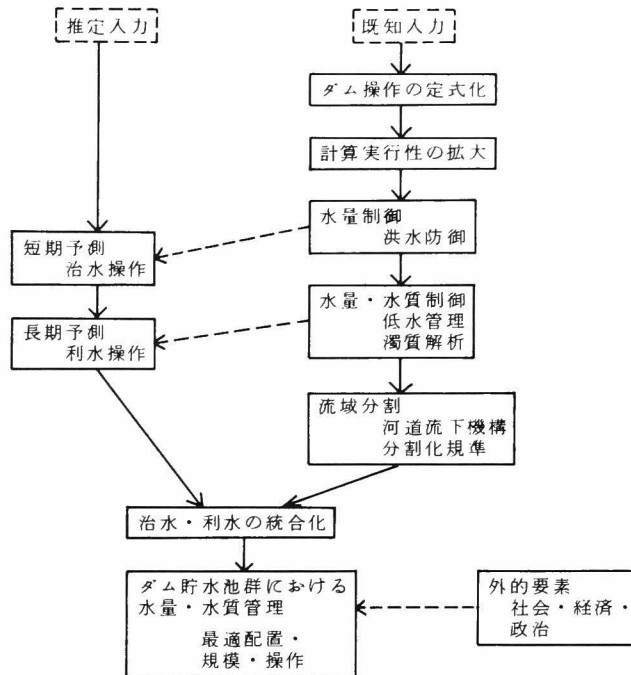 推定入力
既知入力
ダム操作の定式化
計算実行性の拡大
水量制御
洪水防御
短期予測
治水操作
水量・水質制御
低水管理
濁質解析
長期予測
利水操作
流域分割
河道流下機構
分割化規準
治水・利水の統合化
ダム貯水池群における
水量・水質管理
最適配置・
規模・操作
外的要素
社会・経済・
政治